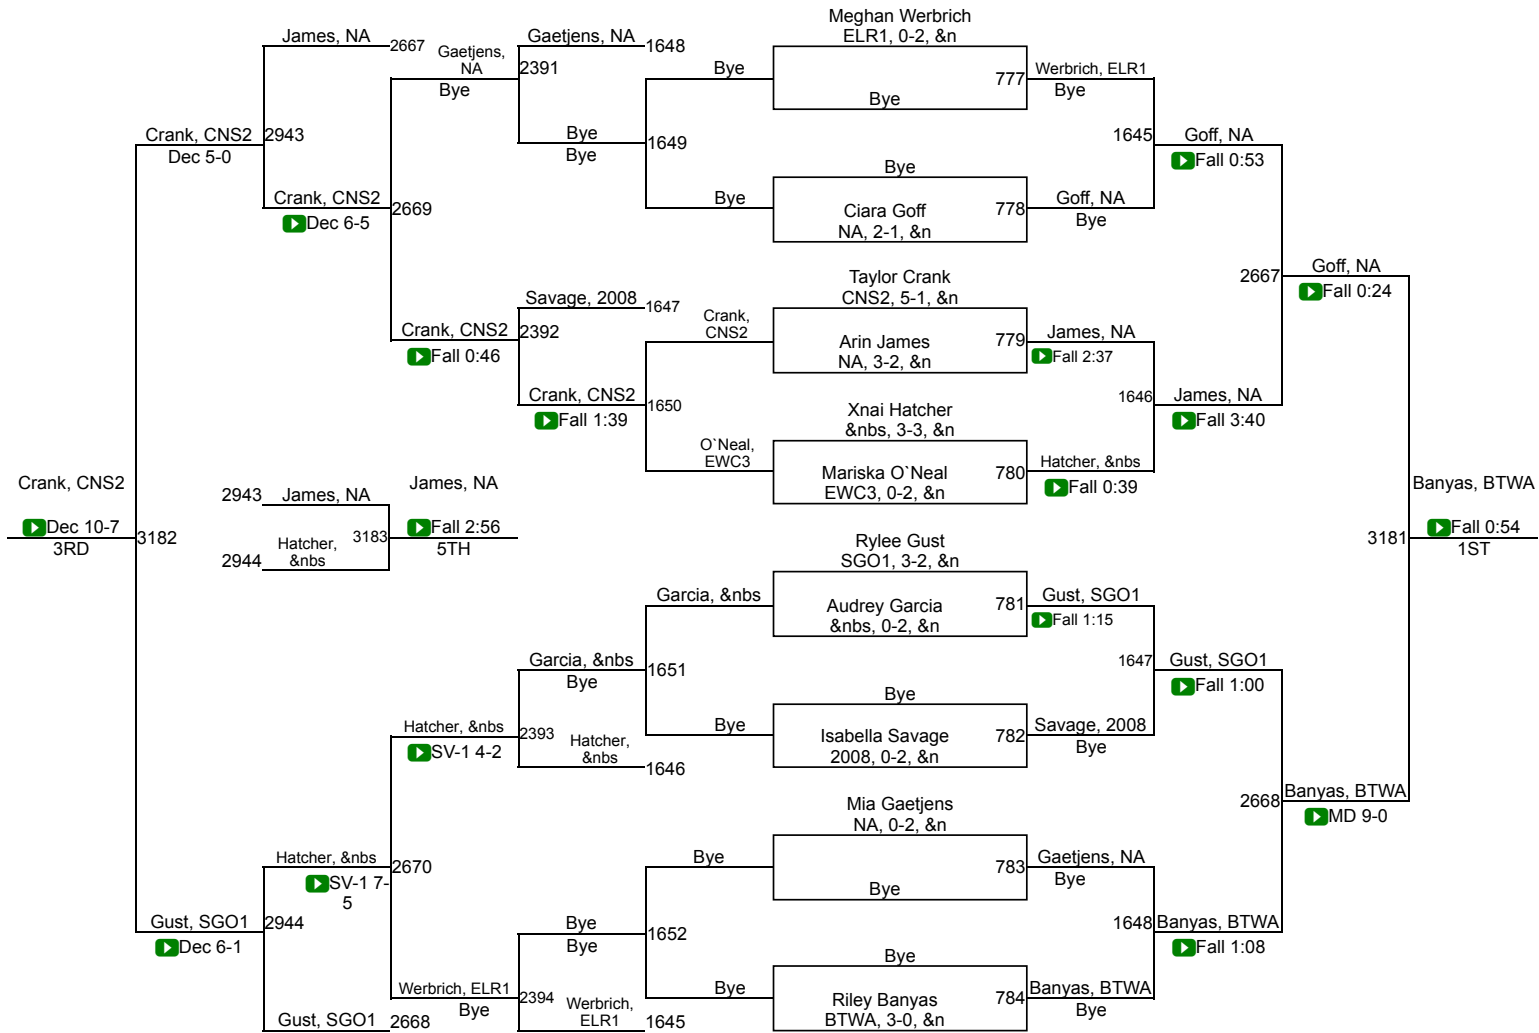 Meghan Werbrich
ELR1, 0-2, &n
James, NA
2667
Gaetjens,
NA
Bye
2391
Gaetjens, NA
1648
Bye
777
Bye
Werbrich, ELR1
Bye
Crank, CNS2
Dec 5-0
2943
Bye
Bye
1649
1645
Goff, NA
Fall 0:53
Crank, CNS2
Dec 6-5
2669
Bye
Bye
Ciara Goff
NA, 2-1, &n
778
Goff, NA
Bye
2667
Goff, NA
Fall 0:24
Taylor Crank
CNS2, 5-1, &n
Savage, 2008
1647
Crank, CNS2
Fall 0:46
2392
Crank,
CNS2
Arin James
NA, 3-2, &n
779
James, NA
Fall 2:37
Crank, CNS2
Fall 1:39
1650
1646
James, NA
Fall 3:40
Xnai Hatcher
&nbs, 3-3, &n
O`Neal,
EWC3
Mariska O`Neal
EWC3, 0-2, &n
780
Hatcher, &nbs
Fall 0:39
Crank, CNS2
Dec 10-7
3RD
3182
2943
James, NA
2944
Hatcher,
&nbs
3183
James, NA
Fall 2:56
5TH
3181
Banyas, BTWA
Fall 0:54
1ST
Rylee Gust
SGO1, 3-2, &n
Garcia, &nbs
Audrey Garcia
&nbs, 0-2, &n
781
Gust, SGO1
Fall 1:15
Garcia, &nbs
Bye
1651
1647
Gust, SGO1
Fall 1:00
Hatcher, &nbs
SV-1 4-2
2393
Hatcher,
&nbs
1646
Bye
Bye
Isabella Savage
2008, 0-2, &n
782
Savage, 2008
Bye
2668
Banyas, BTWA
MD 9-0
Mia Gaetjens
NA, 0-2, &n
Hatcher, &nbs
SV-1 7-
5
2670
Bye
783
Bye
Gaetjens, NA
Bye
Gust, SGO1
Dec 6-1
2944
Bye
Bye
1652
1648
Banyas, BTWA
Fall 1:08
Werbrich, ELR1
Bye
2394
Werbrich,
ELR1
1645
Bye
Bye
Riley Banyas
BTWA, 3-0, &n
784
Banyas, BTWA
Bye
Gust, SGO1
2668